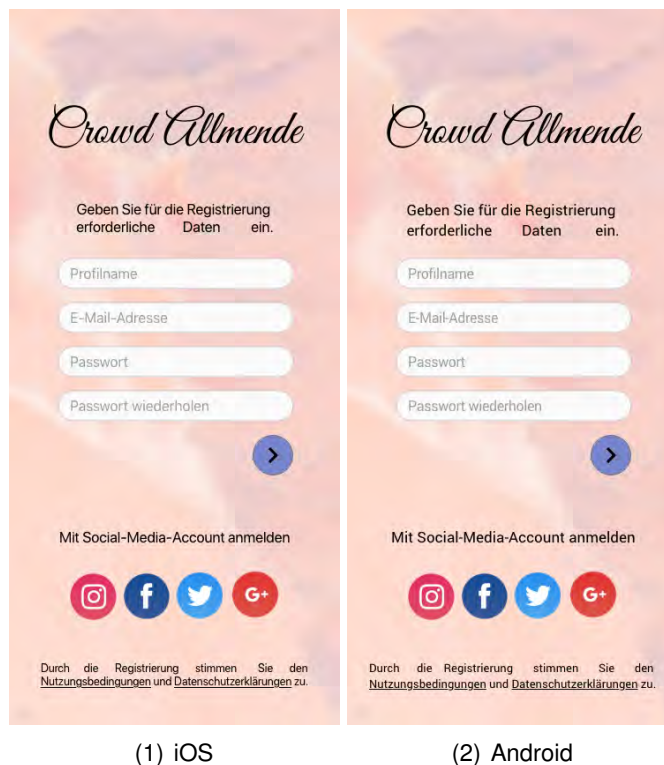 Crowd Allmende
Geben Sie für die Registrierung
erforderliche Daten ein.
Profilname
E-Mail-Adresse
Passwort
Passwort wiederholen
Mit Social-Media-Account anmelden
G+
Durch die Registrierung stimmen Sie den
Nutzungsbedingungen und Datenschutzerklärungen zu.
(1) iOS
Crowd Allmende
Geben Sie für die Registrierung
erforderliche Daten ein.
Profilname
E-Mail-Adresse
Passwort
Passwort wiederholen
Mit Social-Media-Account anmelden
G+
Durch die Registrierung stimmen Sie den
Nutzungsbedingungen und Datenschutzerklärungen zu.
(2) Android